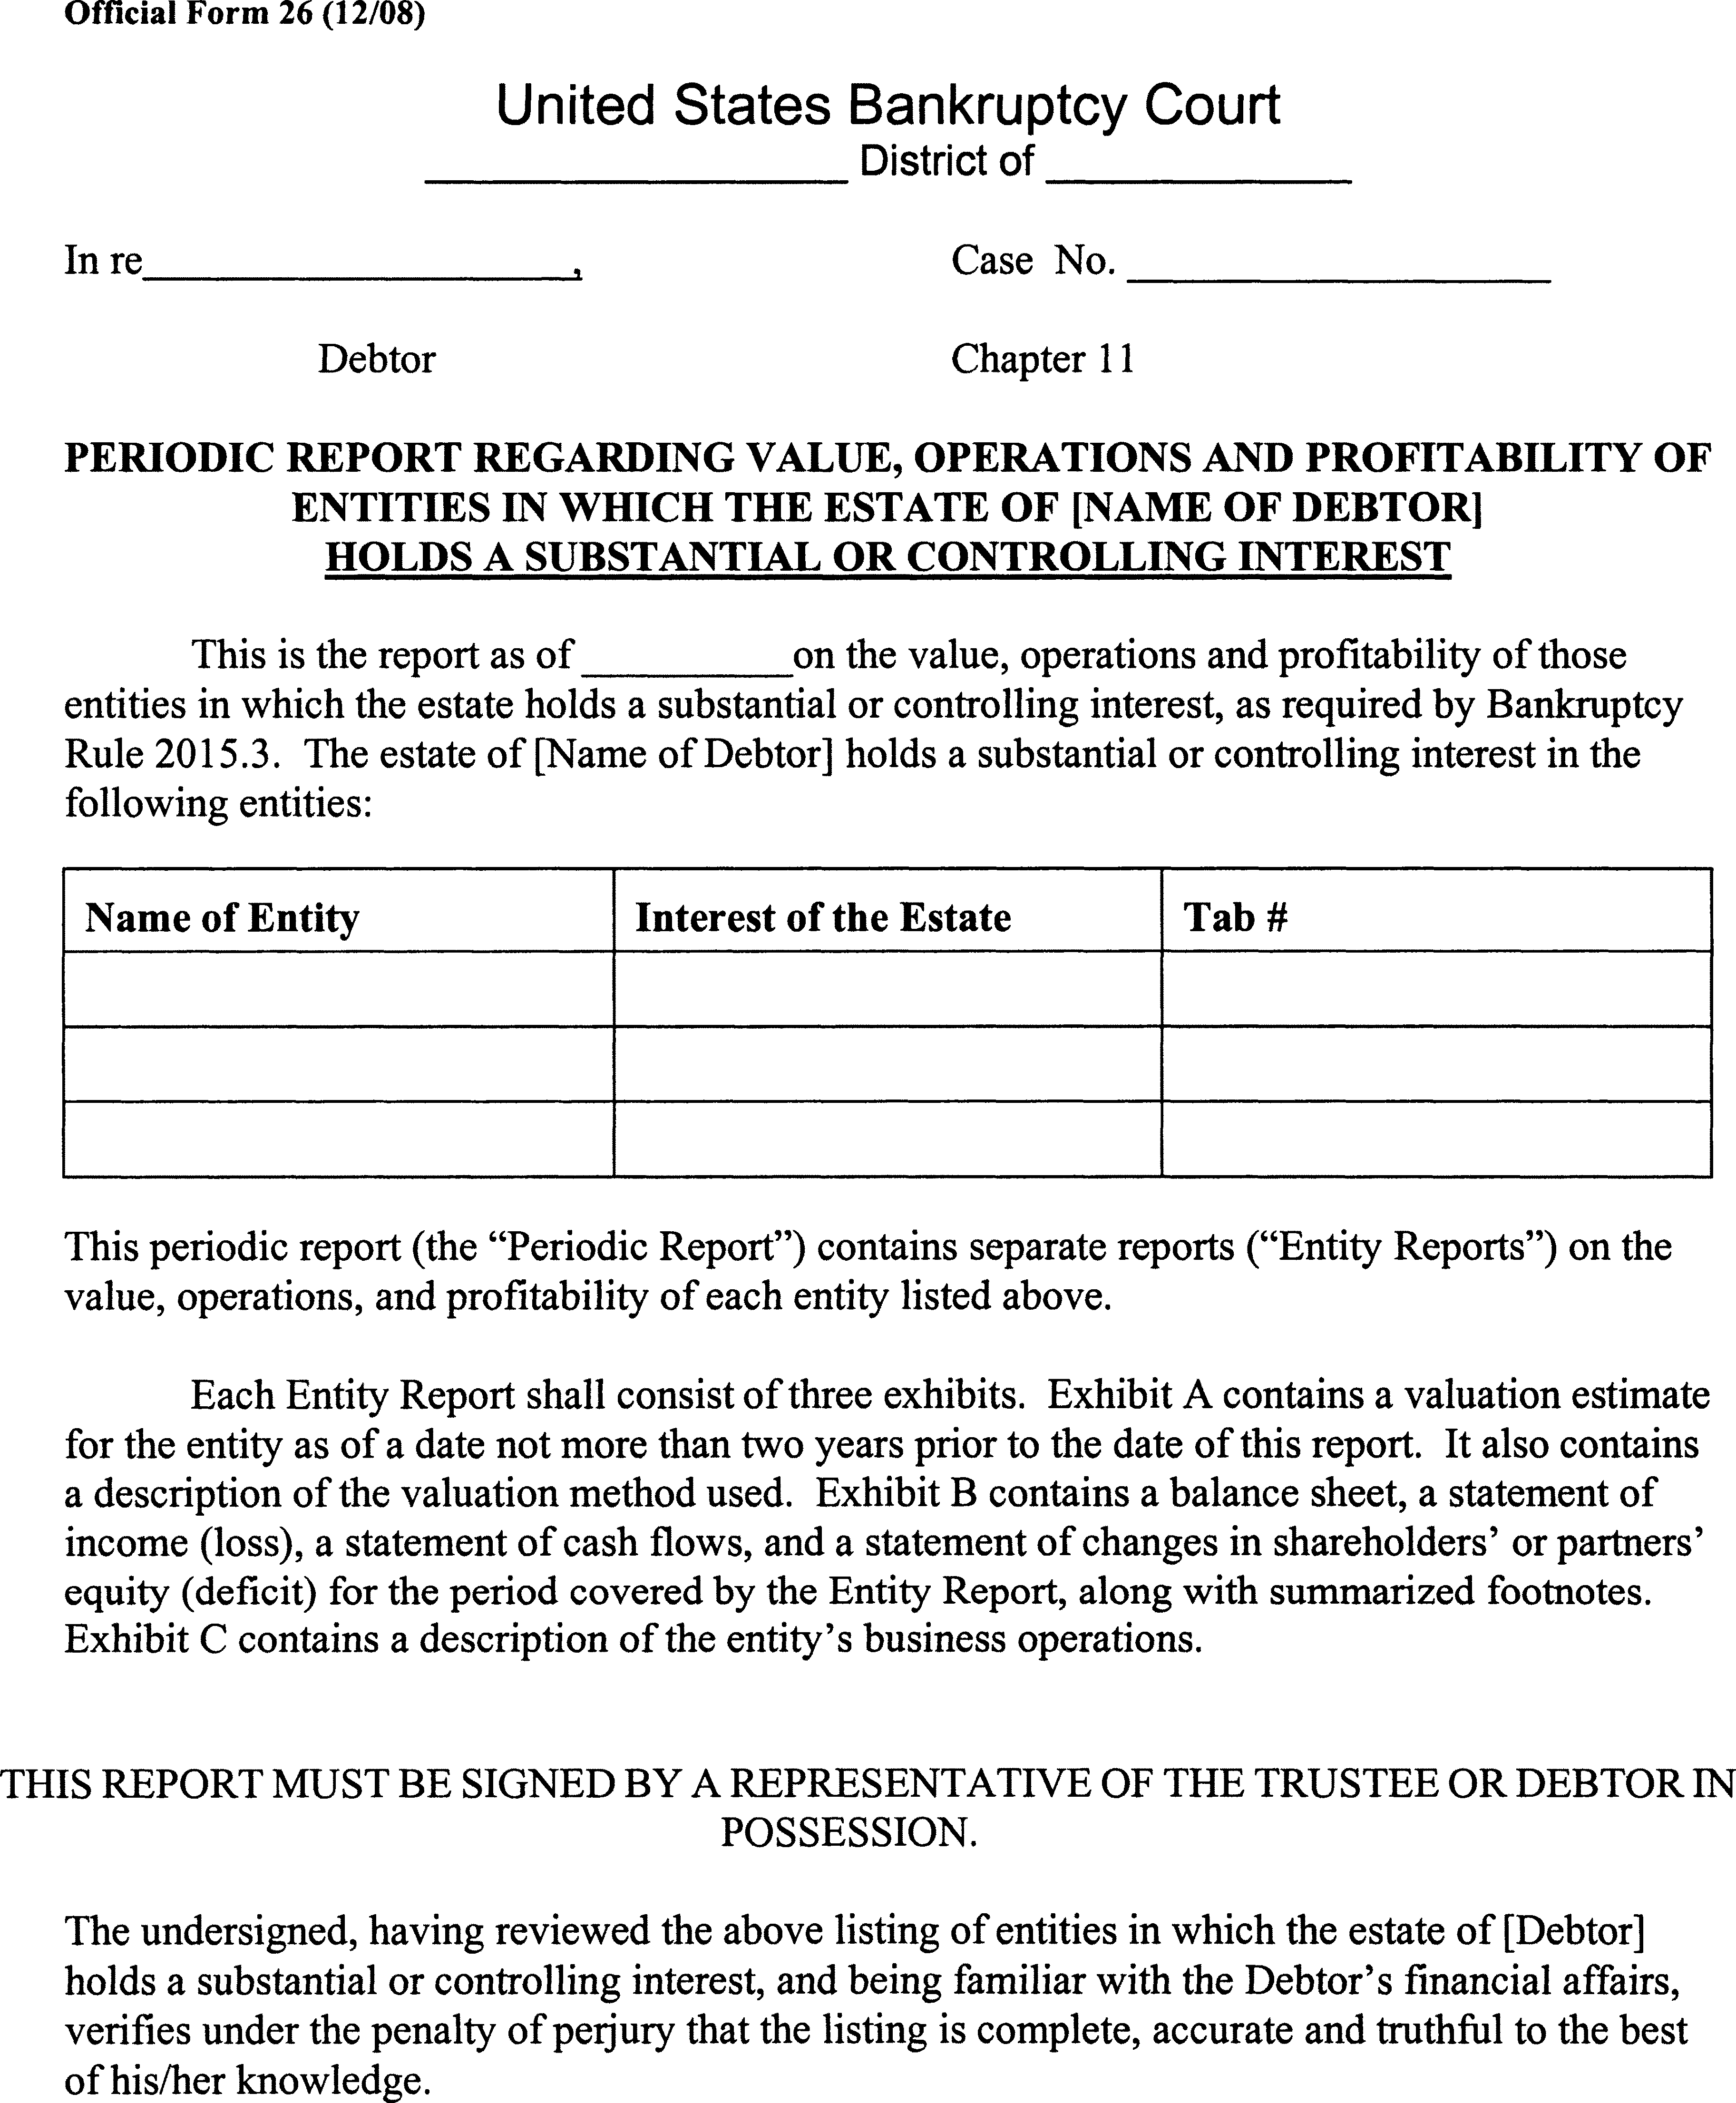 Official Form 26 (12/08)
United States Bankruptcy Court
____________ District of ____________
In re____________,
Case No. ____________
Debtor
Chapter 11
PERIODIC REPORT REGARDING VALUE, OPERATIONS AND PROFITABILITY OF
ENTITIES IN WHICH THE ESTATE OF [NAME OF DEBTOR]
HOLDS A SUBSTANTIAL OR CONTROLLING INTEREST
This is the report as of __________on the value, operations and profitability of those
entities in which the estate holds a substantial or controlling interest, as required by Bankruptcy
Rule 2015.3. The estate of [Name of Debtor] holds a substantial or controlling interest in the
following entities:
Name of Entity
Interest of the Estate
Tab #
This periodic report (the “Periodic Report”) contains separate reports (“Entity Reports”) on the
value, operations, and profitability of each entity listed above.
Each Entity Report shall consist of three exhibits. Exhibit A contains a valuation estimate
for the entity as of a date not more than two years prior to the date of this report. It also contains
a description of the valuation method used. Exhibit B contains a balance sheet, a statement of
income (loss), a statement of cash flows, and a statement of changes in shareholders’ or partners’
equity (deficit) for the period covered by the Entity Report, along with summarized footnotes.
Exhibit C contains a description of the entity’s business operations.
THIS REPORT MUST BE SIGNED BY A REPRESENTATIVE OF THE TRUSTEE OR DEBTOR IN
POSSESSION.
The undersigned, having reviewed the above listing of entities in which the estate of [Debtor]
holds a substantial or controlling interest, and being familiar with the Debtor’s financial affairs,
verifies under the penalty of perjury that the listing is complete, accurate and truthful to the best
of his/her knowledge.